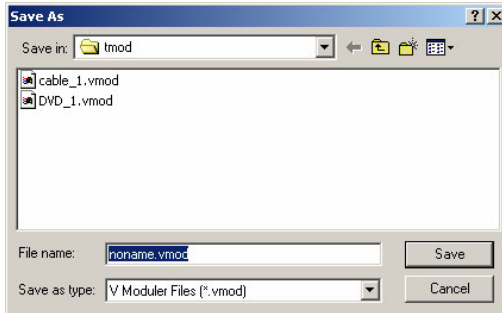 Save As
Save in: tmod
cable_1.vmod
DVD_1.vmod
File name: noname.vmod Save
Save as type: V Moduler Files (*.vmod) Cancel